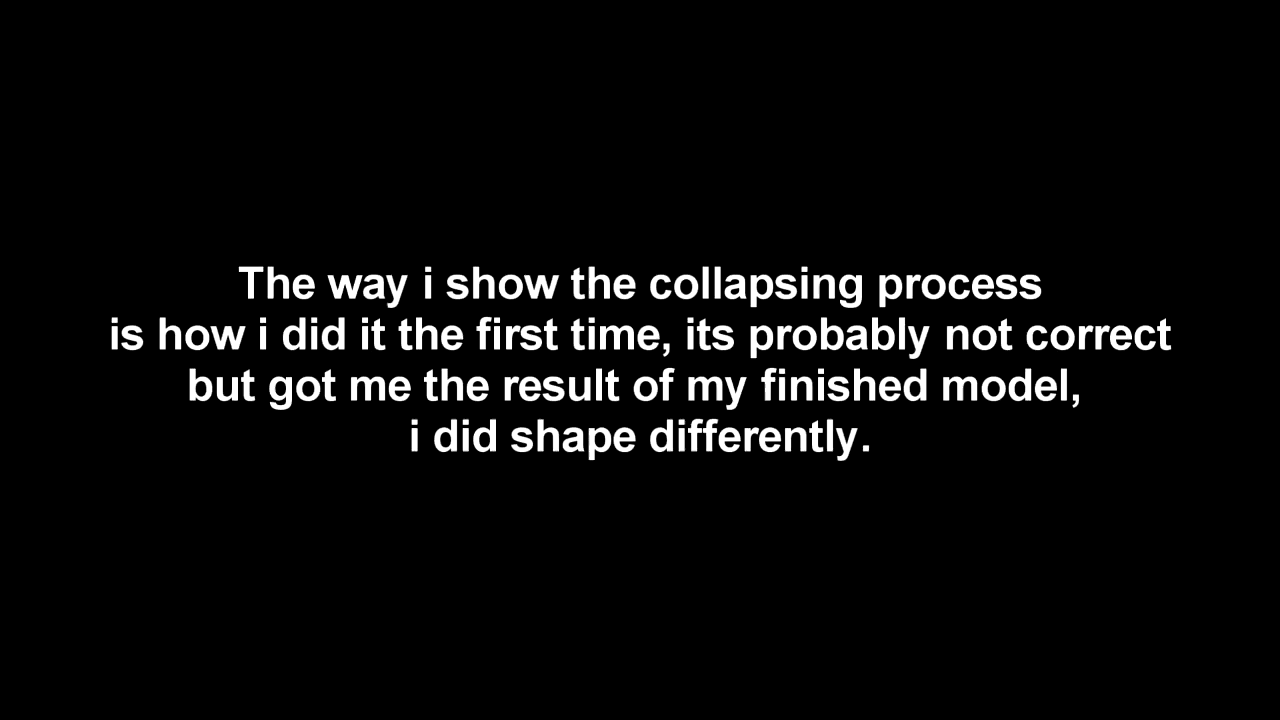 The way i show the collapsing process
is how i did it the first time, its probably not correct
but got me the result of my finished model,
i did shape differently.